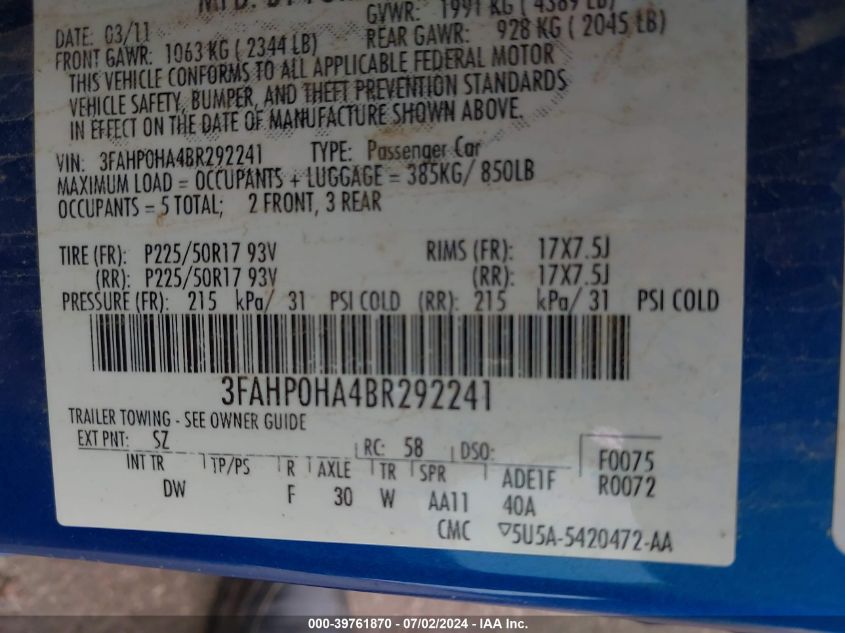 MFD. BY FOR
DATE: 03/11 GVWR: 1991 KG ( 4389 LB)
FRONT GAWR: 1063 KG ( 2344 LB) REAR GAWR: 928 KG ( 2045 LB)
THIS VEHICLE CONFORMS TO ALL APPLICABLE FEDERAL MOTOR
VEHICLE SAFETY, BUMPER, AND THEFT PREVENTION STANDARDS
IN EFFECT ON THE DATE OF MANUFACTURE SHOWN ABOVE.
VIN: 3FAHP0HA4BR292241 TYPE: Passenger Car
MAXIMUM LOAD = OCCUPANTS + LUGGAGE = 385KG/ 850LB
OCCUPANTS = 5 TOTAL; 2 FRONT, 3 REAR
TIRE (FR): P225/50R17 93V RIMS (FR): 17X7.5J
(RR): P225/50R17 93V (RR): 17X7.5J
PRESSURE (FR): 215 kPa/ 31 PSI COLD (RR): 215 kPa/ 31 PSI COLD
3FAHP0HA4BR292241
TRAILER TOWING - SEE OWNER GUIDE
EXT PNT: SZ RC: 58 DSO: F0075
INT TR TP/PS R AXLE TR SPR ADE1F R0072
DW F 30 W AA11 40A
CMC ▽5U5A-5420472-AA
000-39761870 - 07/02/2024 - IAA Inc.